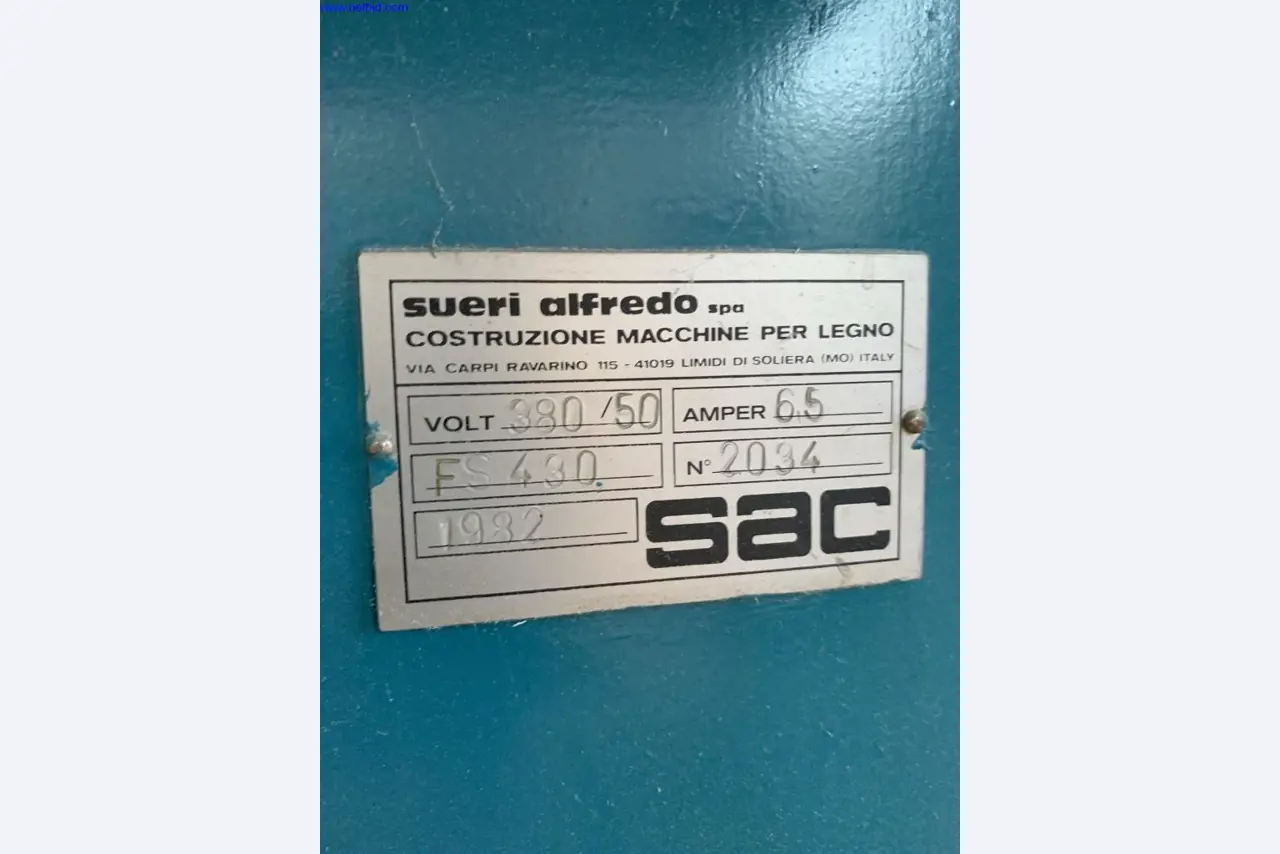 www.netbid.com
sueri alfredo spa
COSTRUZIONE MACCHINE PER LEGNO
VIA CARPI RAVARINO 115 - 41019 LIMIDI DI SOLIERA (MO) ITALY
VOLT 380/50 AMPER 6,5
FS 430 N° 2034
1982
sac